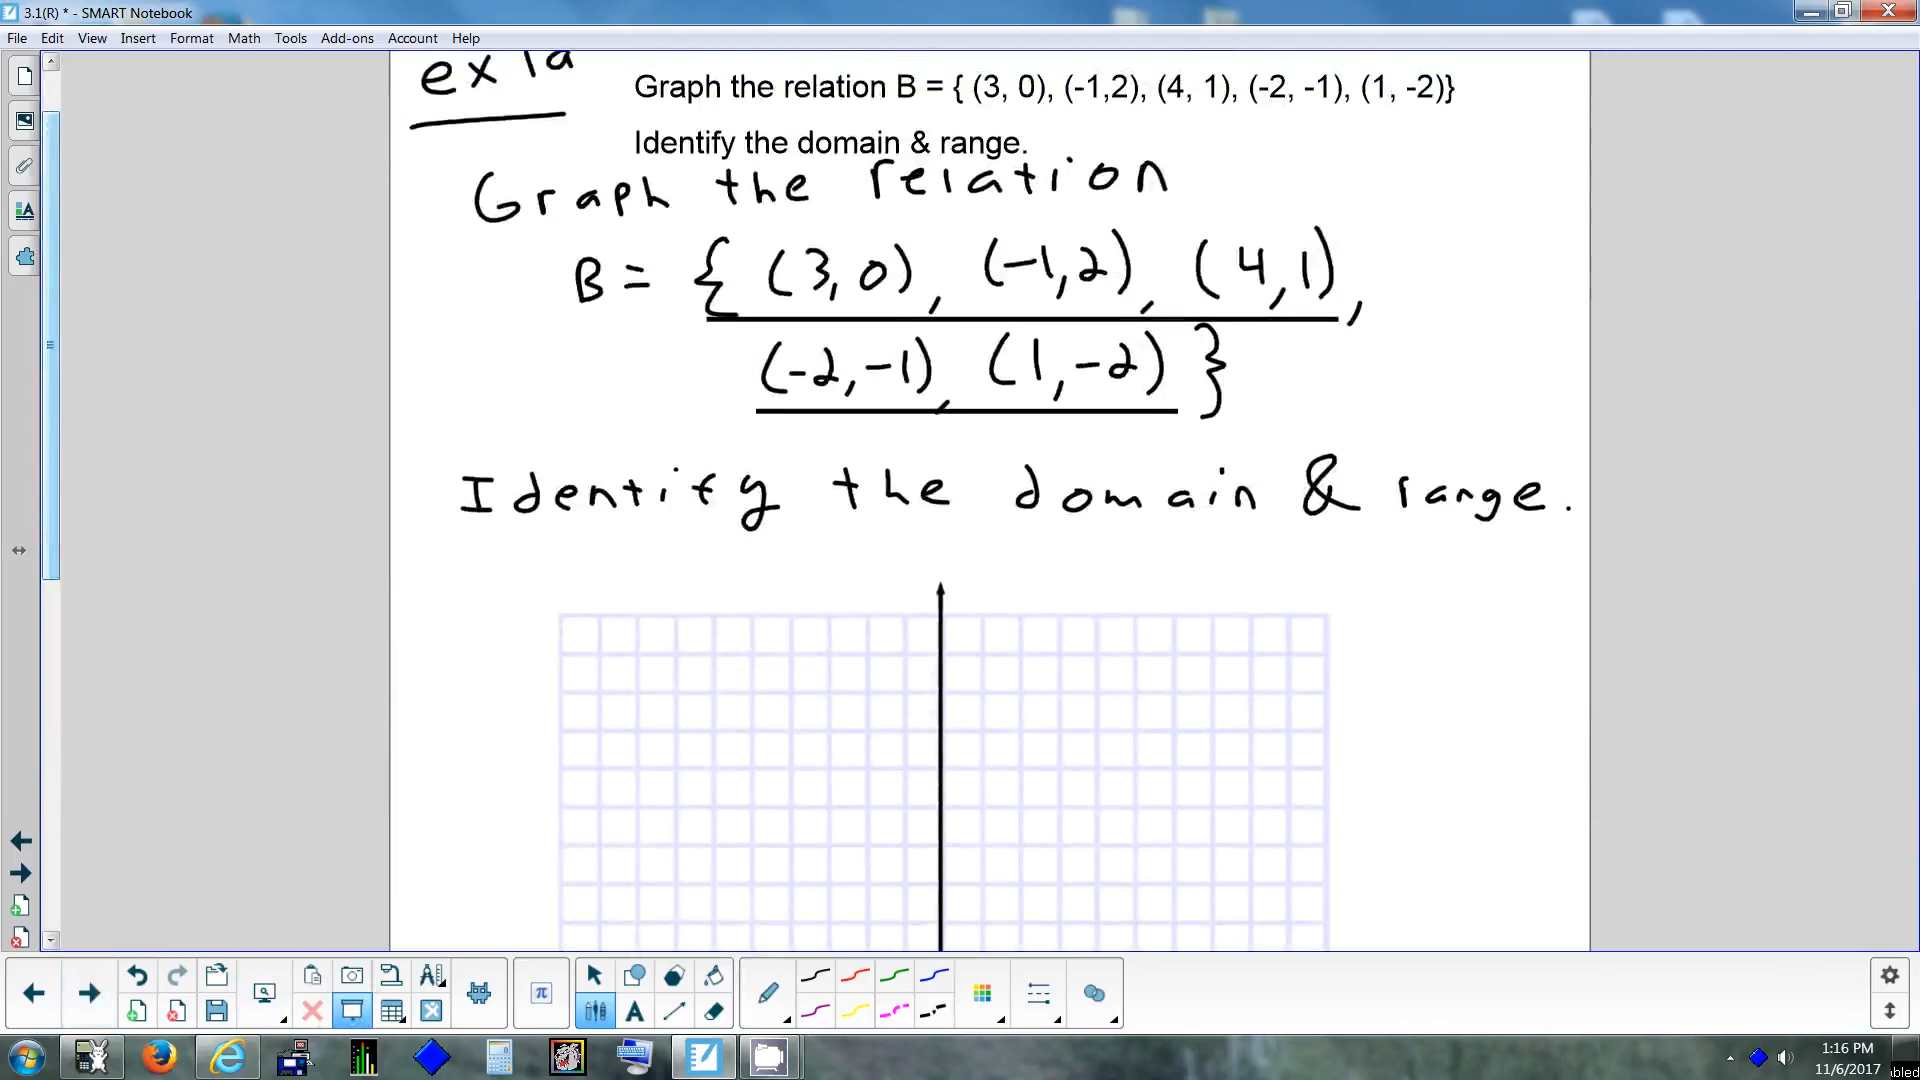 3.1(R) * - SMART Notebook
File Edit View Insert Format Math Tools Add-ons Account Help
ex 1a
Graph the relation B = { (3, 0), (-1,2), (4, 1), (-2, -1), (1, -2)}
Identify the domain & range.
Graph the relation
B = { (3,0), (-1,2), (4,1),
(-2,-1), (1,-2) }
Identify the domain & range.
π
A
1:16 PM
11/6/2017
bled